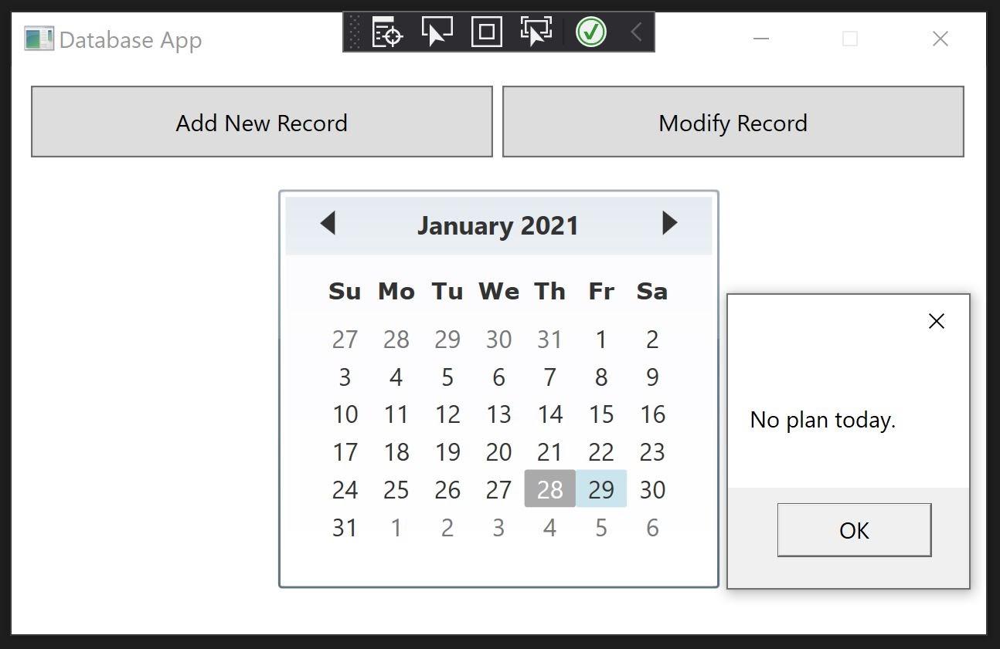 Database App
Add New Record
Modify Record
January 2021
Su Mo Tu We Th Fr Sa
27 28 29 30 31 1 2
3 4 5 6 7 8 9
10 11 12 13 14 15 16
17 18 19 20 21 22 23
24 25 26 27 28 29 30
31 1 2 3 4 5 6
No plan today.
OK